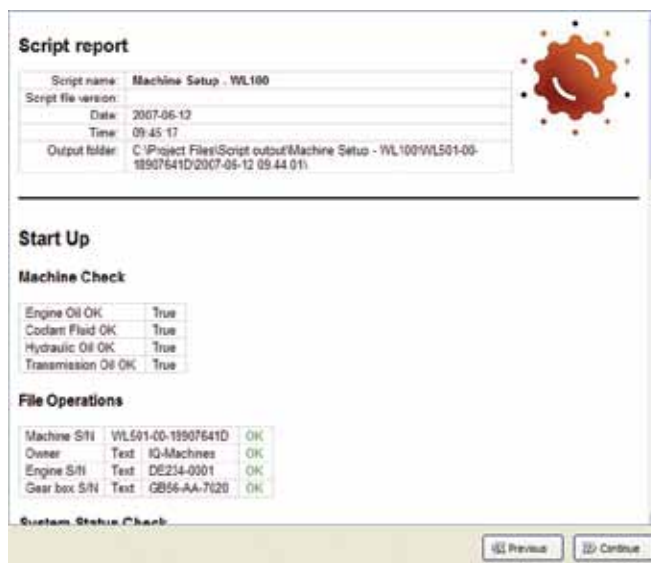 Script report
Script name: Machine Setup - WL100
Script file version:
Date: 2007-06-12
Time: 09:45:17
Output folder: C:\Project Files\Script output\Machine Setup - WL100\WL501-00-
18907641D\2007-06-12 09.44.01\
Start Up
Machine Check
Engine Oil OK True
Coolant Fluid OK True
Hydraulic Oil OK True
Transmission Oil OK True
File Operations
Machine S/N WL501-00-18907641D OK
Owner Text IQ-Machines OK
Engine S/N Text DE234-0001 OK
Gear box S/N Text GB56-AA-7020 OK
System Status Check
Previous Continue